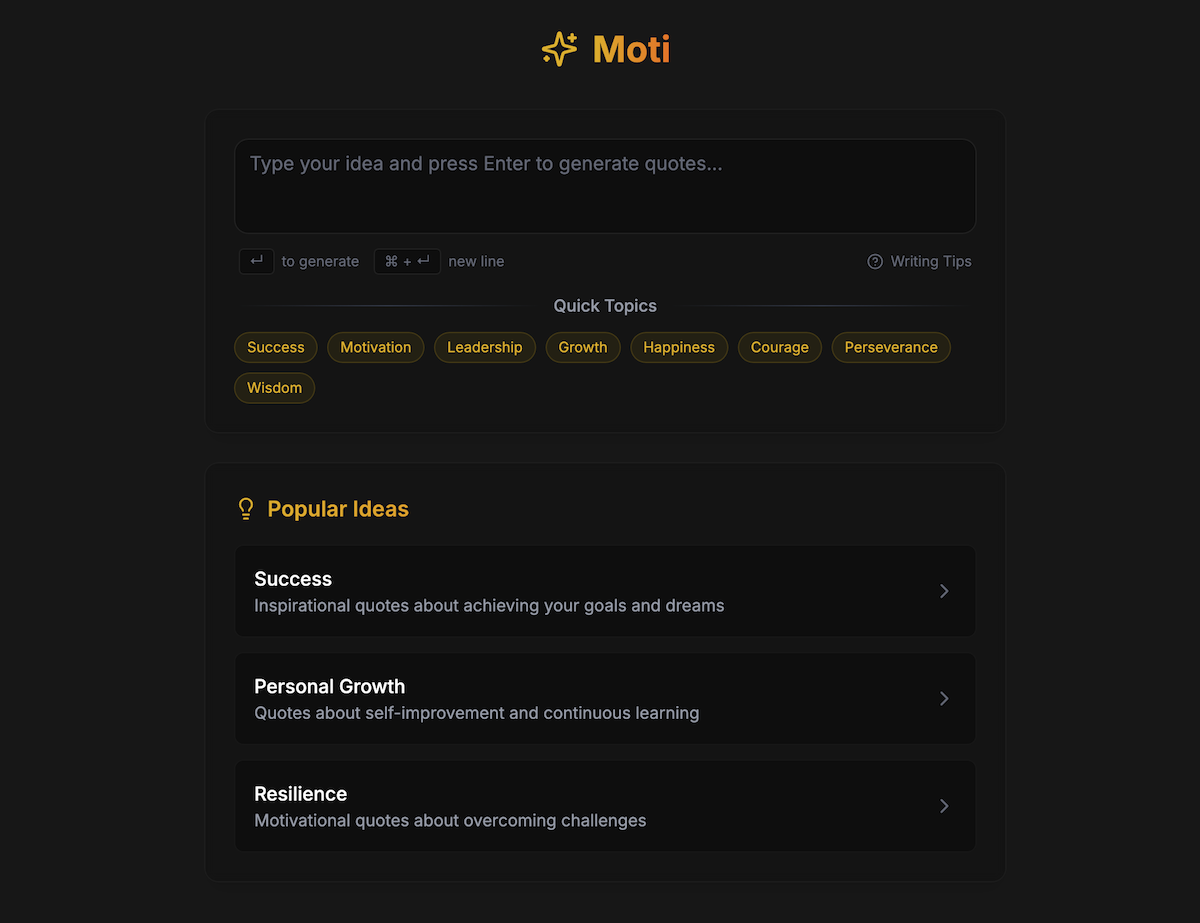 Moti
Type your idea and press Enter to generate quotes...
↵ to generate ⌘ + ↵ new line Writing Tips
Quick Topics
Success Motivation Leadership Growth Happiness Courage Perseverance
Wisdom
Popular Ideas
Success
Inspirational quotes about achieving your goals and dreams
Personal Growth
Quotes about self-improvement and continuous learning
Resilience
Motivational quotes about overcoming challenges